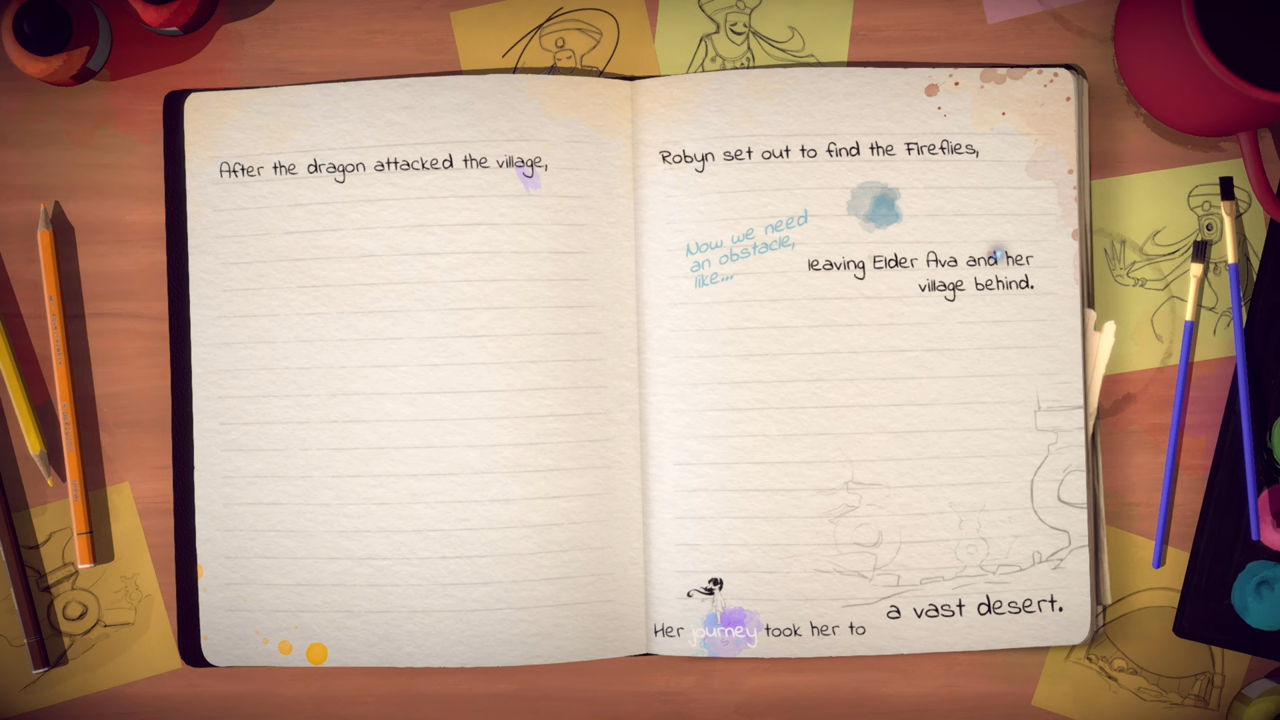 After the dragon attacked the village,
Robyn set out to find the Fireflies,
Now we need
an obstacle,
like...
leaving Elder Ava and her
village behind.
a vast desert.
Her journey took her to